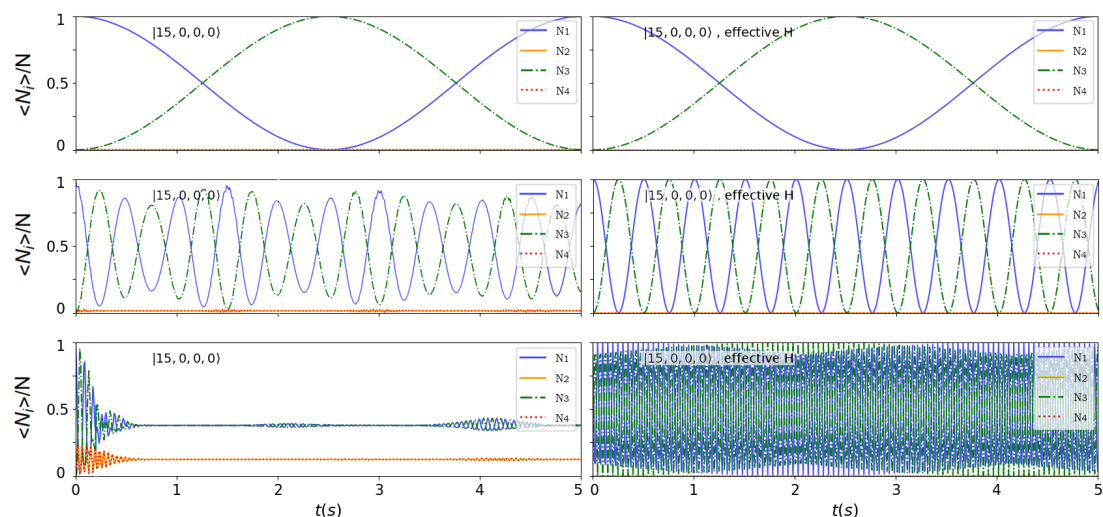 |15, 0, 0, 0⟩
N1
N2
N3
N4
1
0.5
0
<N_i>/N
|15, 0, 0, 0⟩ , effective H
N1
N2
N3
N4
|15, 0, 0, 0⟩
N1
N2
N3
N4
1
0.5
0
<N_i>/N
|15, 0, 0, 0⟩ , effective H
N1
N2
N3
N4
|15, 0, 0, 0⟩
N1
N2
N3
N4
1
0.5
0
<N_i>/N
0 1 2 3 4 5
t(s)
|15, 0, 0, 0⟩ , effective H
N1
N2
N3
N4
0 1 2 3 4 5
t(s)